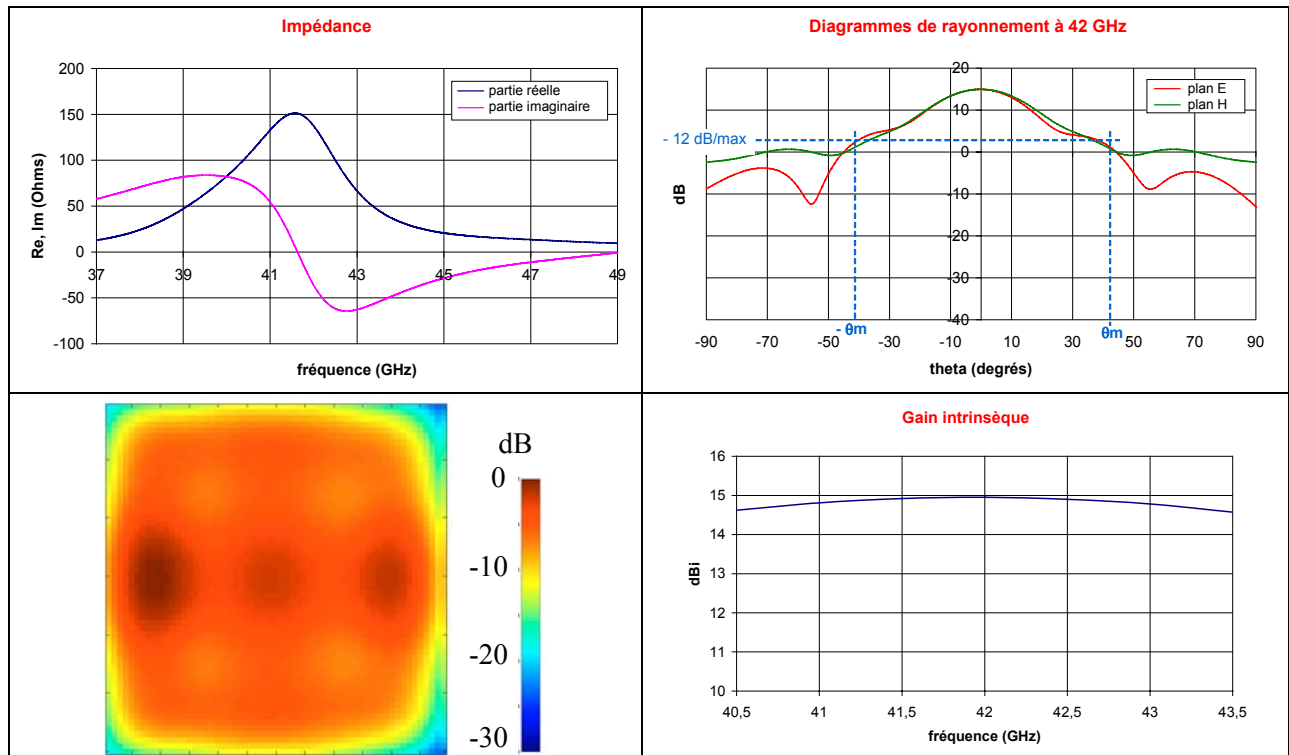 Impédance
200
150
100
50
0
-50
-100
37 39 41 43 45 47 49
Re, Im (Ohms)
fréquence (GHz)
partie réelle
partie imaginaire
Diagrammes de rayonnement à 42 GHz
20
10
0
-10
-20
-30
-40
-90 -70 -50 -30 -10 10 30 50 70 90
dB
theta (degrés)
plan E
plan H
- 12 dB/max
- θm
θm
dB
0
-10
-20
-30
Gain intrinsèque
16
15
14
13
12
11
10
40,5 41 41,5 42 42,5 43 43,5
dBi
fréquence (GHz)